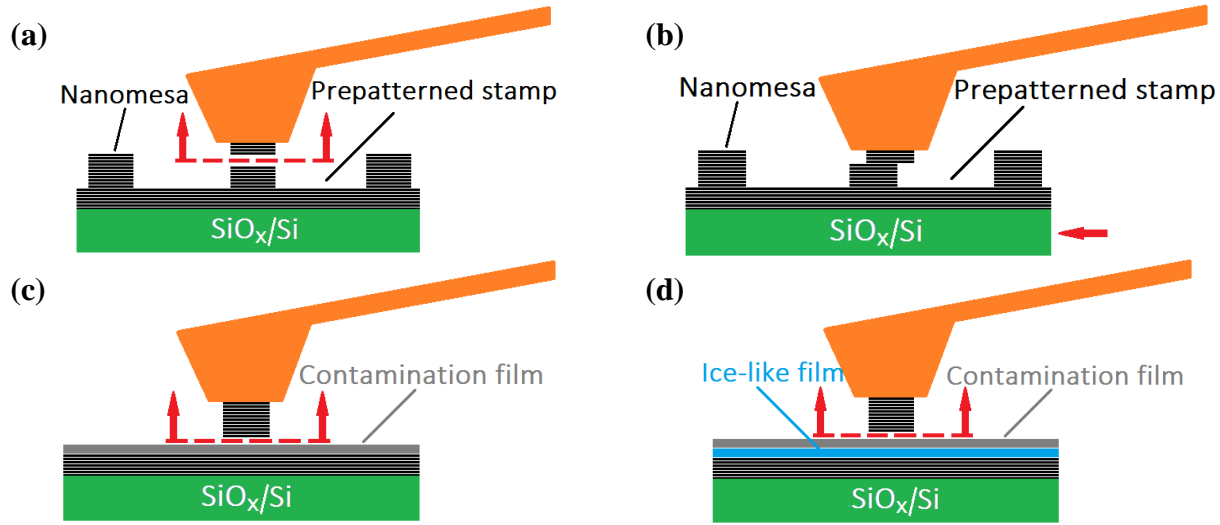 (a)
Nanomesa
Prepatterned stamp
SiOx/Si
(b)
Nanomesa
Prepatterned stamp
SiOx/Si
(c)
Contamination film
SiOx/Si
(d)
Ice-like film
Contamination film
SiOx/Si